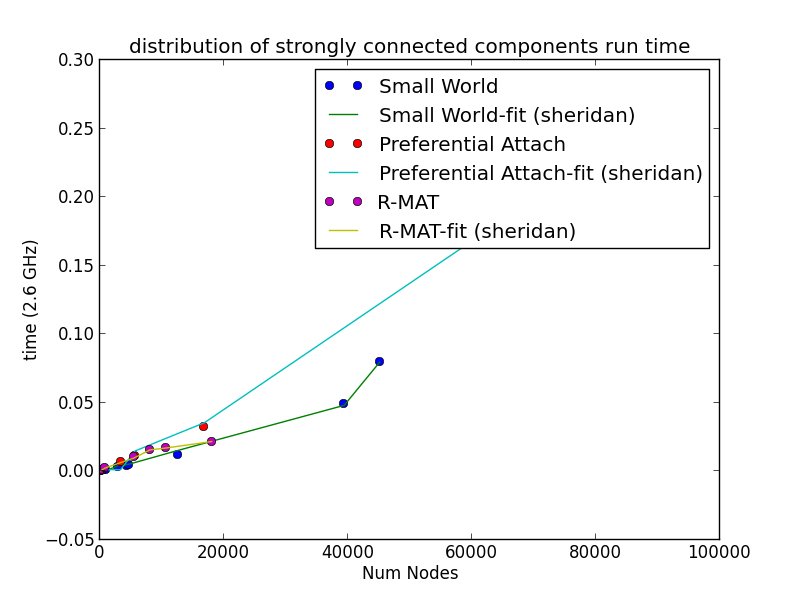 distribution of strongly connected components run time
0.30
0.25
0.20
0.15
0.10
0.05
0.00
−0.05
time (2.6 GHz)
Small World
Small World-fit (sheridan)
Preferential Attach
Preferential Attach-fit (sheridan)
R-MAT
R-MAT-fit (sheridan)
0 20000 40000 60000 80000 100000
Num Nodes